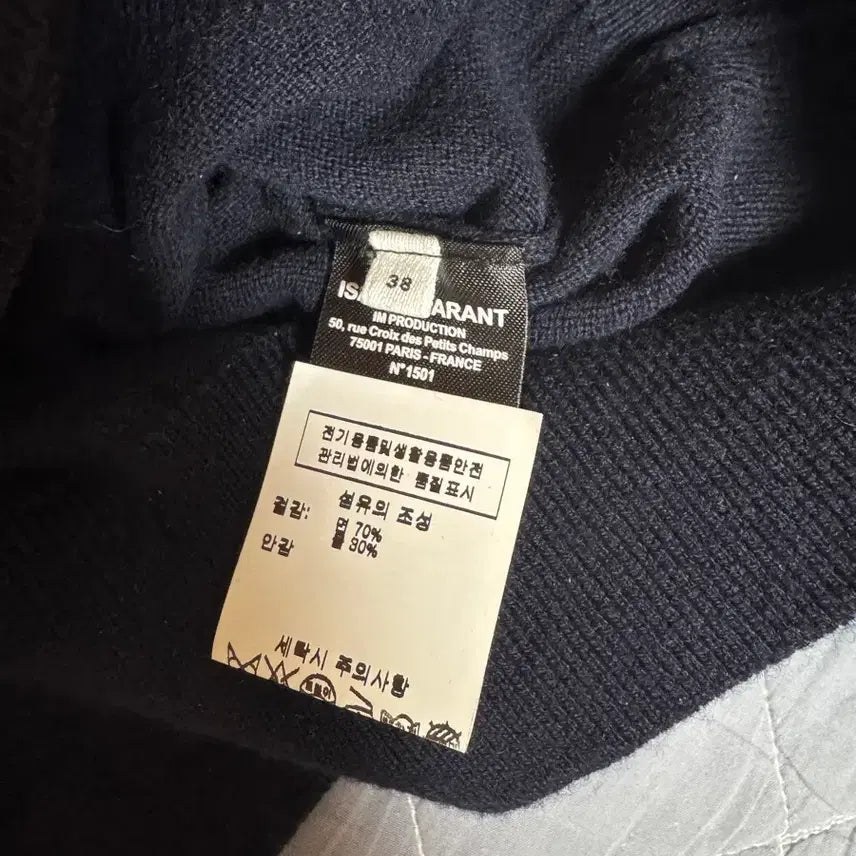 38
ARANT
IM PRODUCTION
50, rue Croix des Petits Champs
75001 PARIS - FRANCE
N°1501
전기용품및생활용품안전
관리법에의한 품질표시
섬유의 조성
겉감: 면 70%
울 30%
안감
세탁시 주의사항